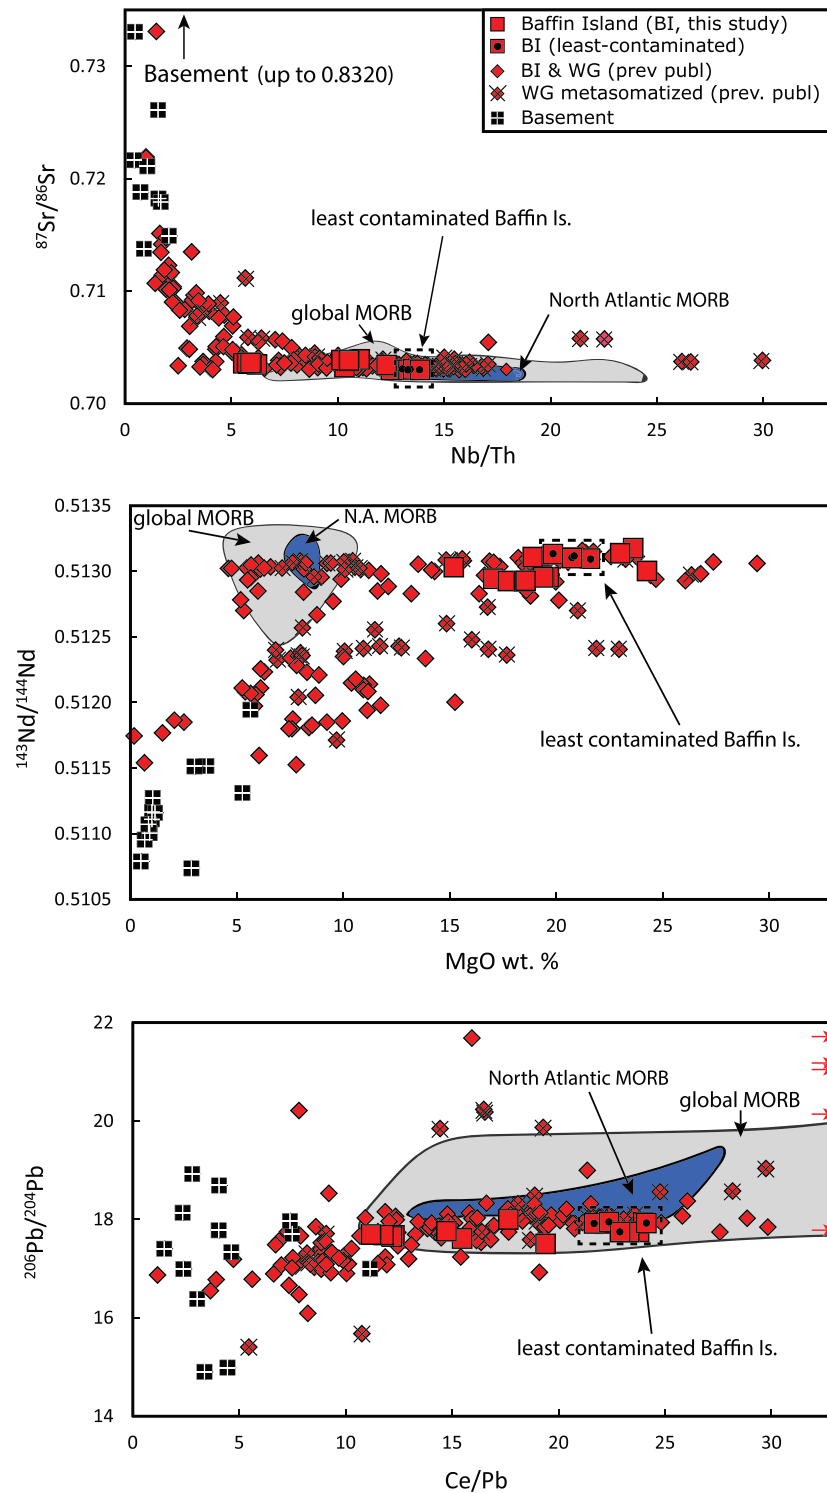 Baffin Island (BI, this study)
BI (least-contaminated)
BI & WG (prev publ)
WG metasomatized (prev. publ)
Basement
Basement (up to 0.8320)
least contaminated Baffin Is.
global MORB
North Atlantic MORB
87Sr/86Sr
0.73
0.72
0.71
0.70
0 5 10 15 20 25 30
Nb/Th
global MORB
N.A. MORB
least contaminated Baffin Is.
143Nd/144Nd
0.5135
0.5130
0.5125
0.5120
0.5115
0.5110
0.5105
0 5 10 15 20 25 30
MgO wt. %
North Atlantic MORB
global MORB
least contaminated Baffin Is.
206Pb/204Pb
22
20
18
16
14
0 5 10 15 20 25 30
Ce/Pb